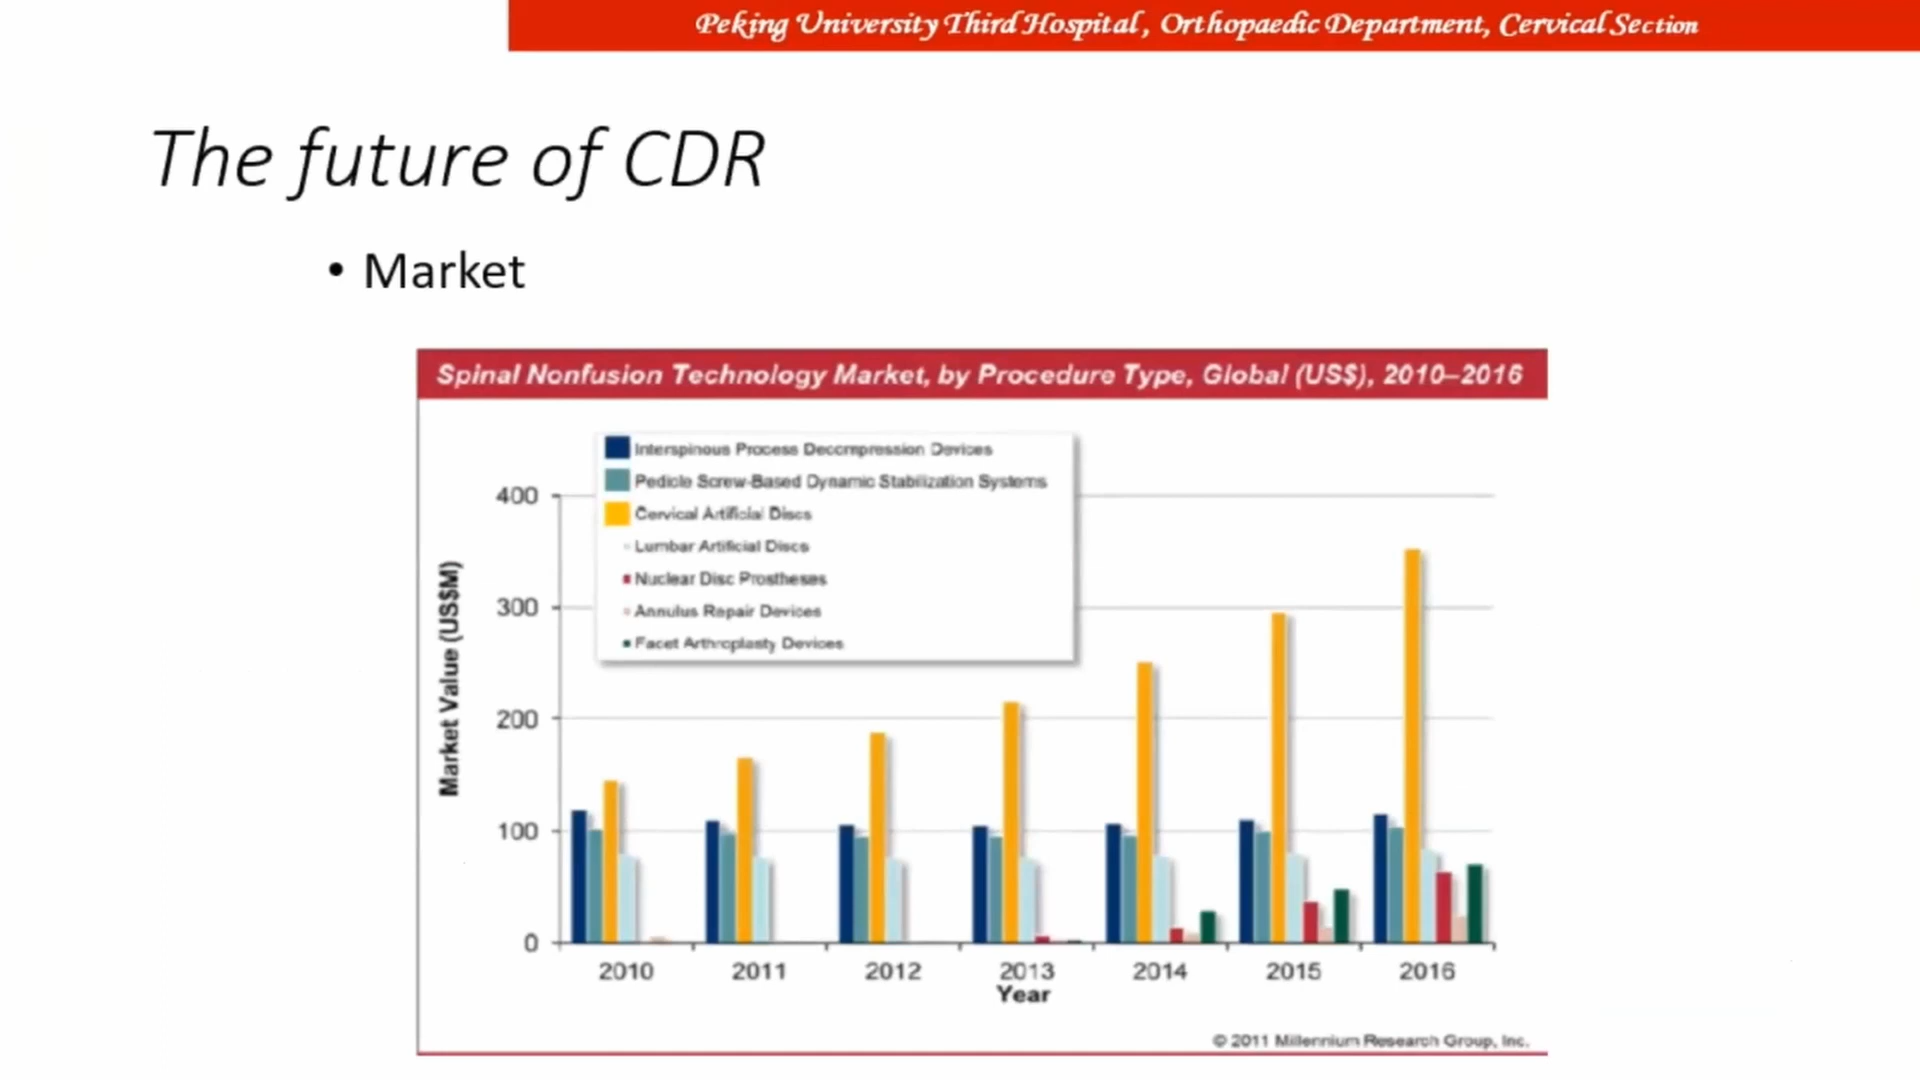 Peking University Third Hospital, Orthopaedic Department, Cervical Section
The future of CDR
• Market
Spinal Nonfusion Technology Market, by Procedure Type, Global (US$), 2010–2016
Interspinous Process Decompression Devices
Pedicle Screw-Based Dynamic Stabilization Systems
Cervical Artificial Discs
Lumbar Artificial Discs
Nuclear Disc Prostheses
Annulus Repair Devices
Facet Arthroplasty Devices
Market Value (US$M)
400
300
200
100
0
2010 2011 2012 2013 2014 2015 2016
Year
© 2011 Millennium Research Group, Inc.